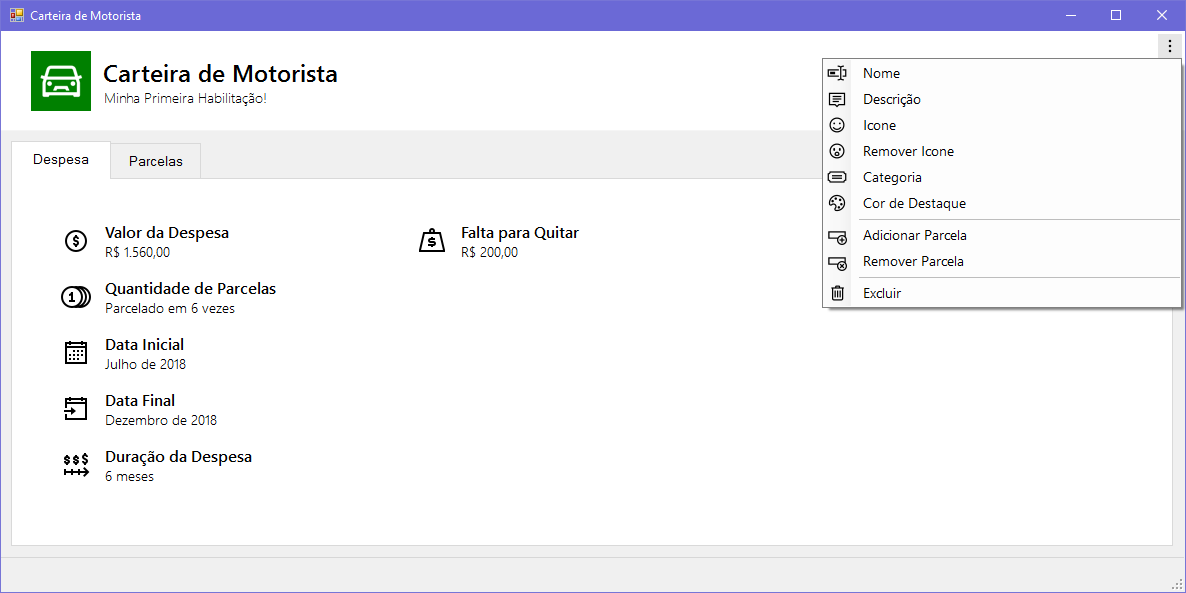 Carteira de Motorista
Carteira de Motorista
Minha Primeira Habilitação!
Nome
Descrição
Icone
Remover Icone
Categoria
Cor de Destaque
Adicionar Parcela
Remover Parcela
Excluir
Despesa
Parcelas
Valor da Despesa
R$ 1.560,00
Falta para Quitar
R$ 200,00
Quantidade de Parcelas
Parcelado em 6 vezes
Data Inicial
Julho de 2018
Data Final
Dezembro de 2018
Duração da Despesa
6 meses